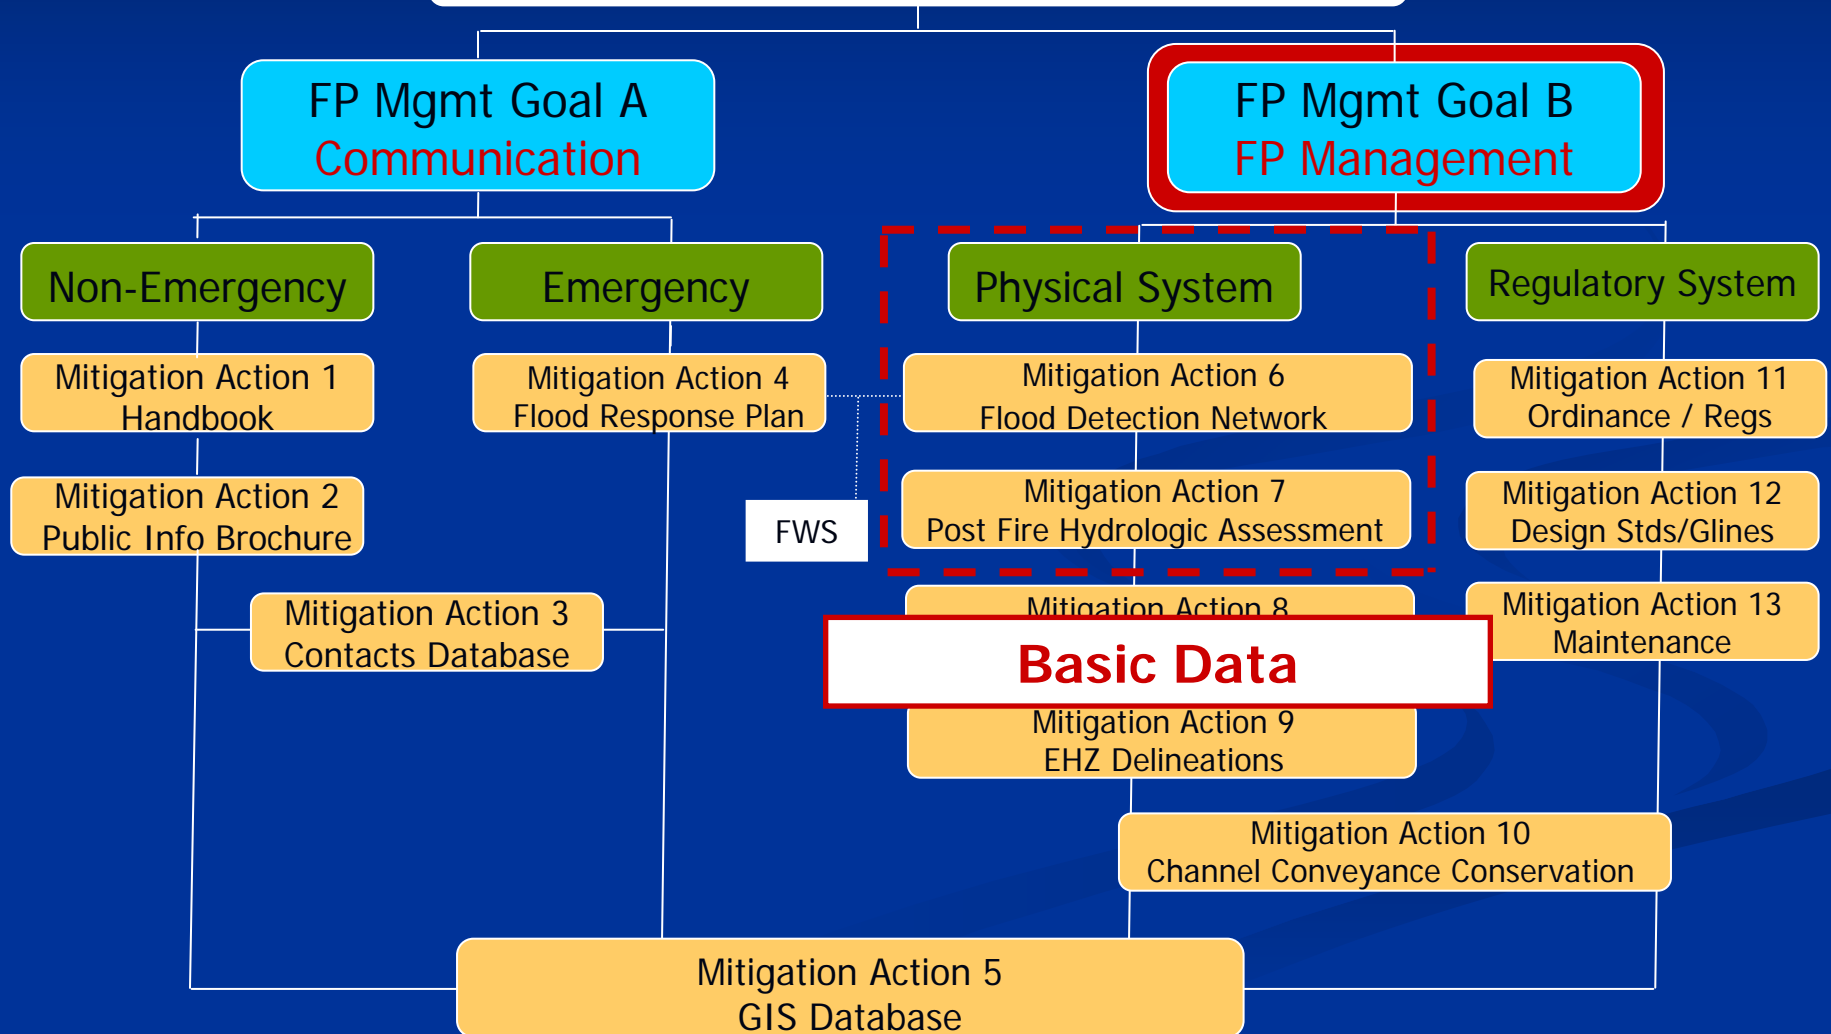 FP Mgmt Goal A
Communication
FP Mgmt Goal B
FP Management
Non-Emergency
Emergency
Physical System
Regulatory System
Mitigation Action 1
Handbook
Mitigation Action 4
Flood Response Plan
Mitigation Action 6
Flood Detection Network
Mitigation Action 11
Ordinance / Regs
Mitigation Action 2
Public Info Brochure
FWS
Mitigation Action 7
Post Fire Hydrologic Assessment
Mitigation Action 12
Design Stds/Glines
Mitigation Action 3
Contacts Database
Mitigation Action 8
Basic Data
Mitigation Action 13
Maintenance
Mitigation Action 9
EHZ Delineations
Mitigation Action 10
Channel Conveyance Conservation
Mitigation Action 5
GIS Database